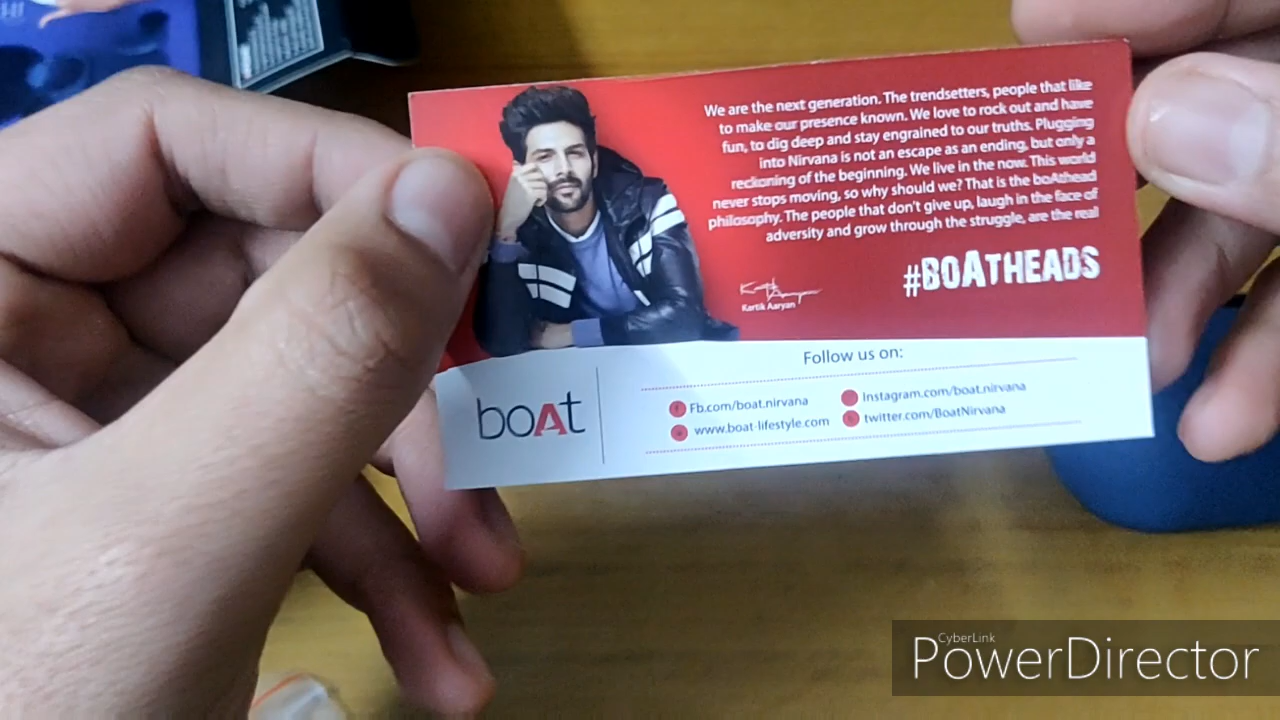 We are the next generation. The trendsetters, people that like
to make our presence known. We love to rock out and have
fun, to dig deep and stay engrained to our truths. Plugging
into Nirvana is not an escape as an ending, but only a
reckoning of the beginning. We live in the now. This world
never stops moving, so why should we? That is the boAthead
philosophy. The people that don't give up, laugh in the face of
adversity and grow through the struggle, are the real
#BOATHEADS
Kartik Aaryan
Kartik Aaryan
Follow us on:
Fb.com/boat.nirvana
Instagram.com/boat.nirvana
www.boat-lifestyle.com
twitter.com/BoatNirvana
boAt
CyberLink
PowerDirector